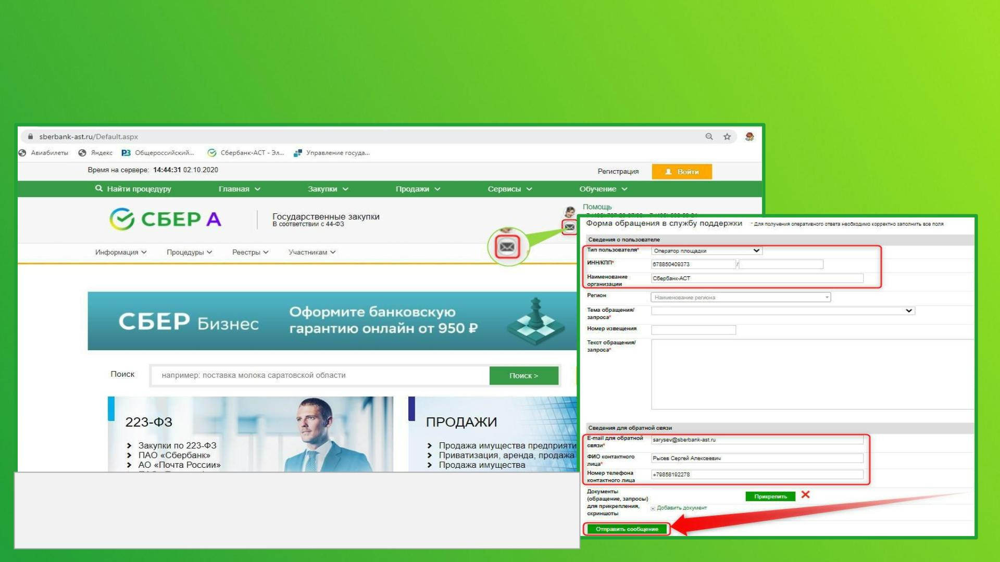 sberbank-ast.ru/Default.aspx
Авиабилеты Яндекс РЗ Общероссийский... Сбербанк-АСТ - Эл... Управление госуда...
Время на сервере: 14:44:31 02.10.2020
Регистрация Войти
Найти процедуру Главная Закупки Продажи Сервисы Обучение
СБЕР А
Государственные закупки
В соответствии с 44-ФЗ
Помощь
Информация Процедуры Реестры Участникам
СБЕР Бизнес
Оформите банковскую
гарантию онлайн от 950 ₽
Поиск например: поставка молока саратовской области Поиск >
223-ФЗ
Закупки по 223-ФЗ
ПАО «Сбербанк»
АО «Почта России»
ПРОДАЖИ
Продажа имущества предприяти
Приватизация, аренда, продажа
Продажа имущества
Форма обращения в службу поддержки * Для получения оперативного ответа необходимо корректно заполнить все поля
Сведения о пользователе
Тип пользователя* Оператор площадки
ИНН/КПП* 678850409373 /
Наименование
организации Сбербанк-АСТ
Регион Наименование региона
Тема обращения/
запроса*
Номер извещения
Текст обращения/
запроса*
Сведения для обратной связи
E-mail для обратной
связи* sarysev@sberbank-ast.ru
ФИО контактного
лица* Рысев Сергей Алексеевич
Номер телефона
контактного лица +79858192278
Документы
(обращение, запросы)
для прикрепления,
скриншоты
Прикрепить
Добавить документ
Отправить сообщение